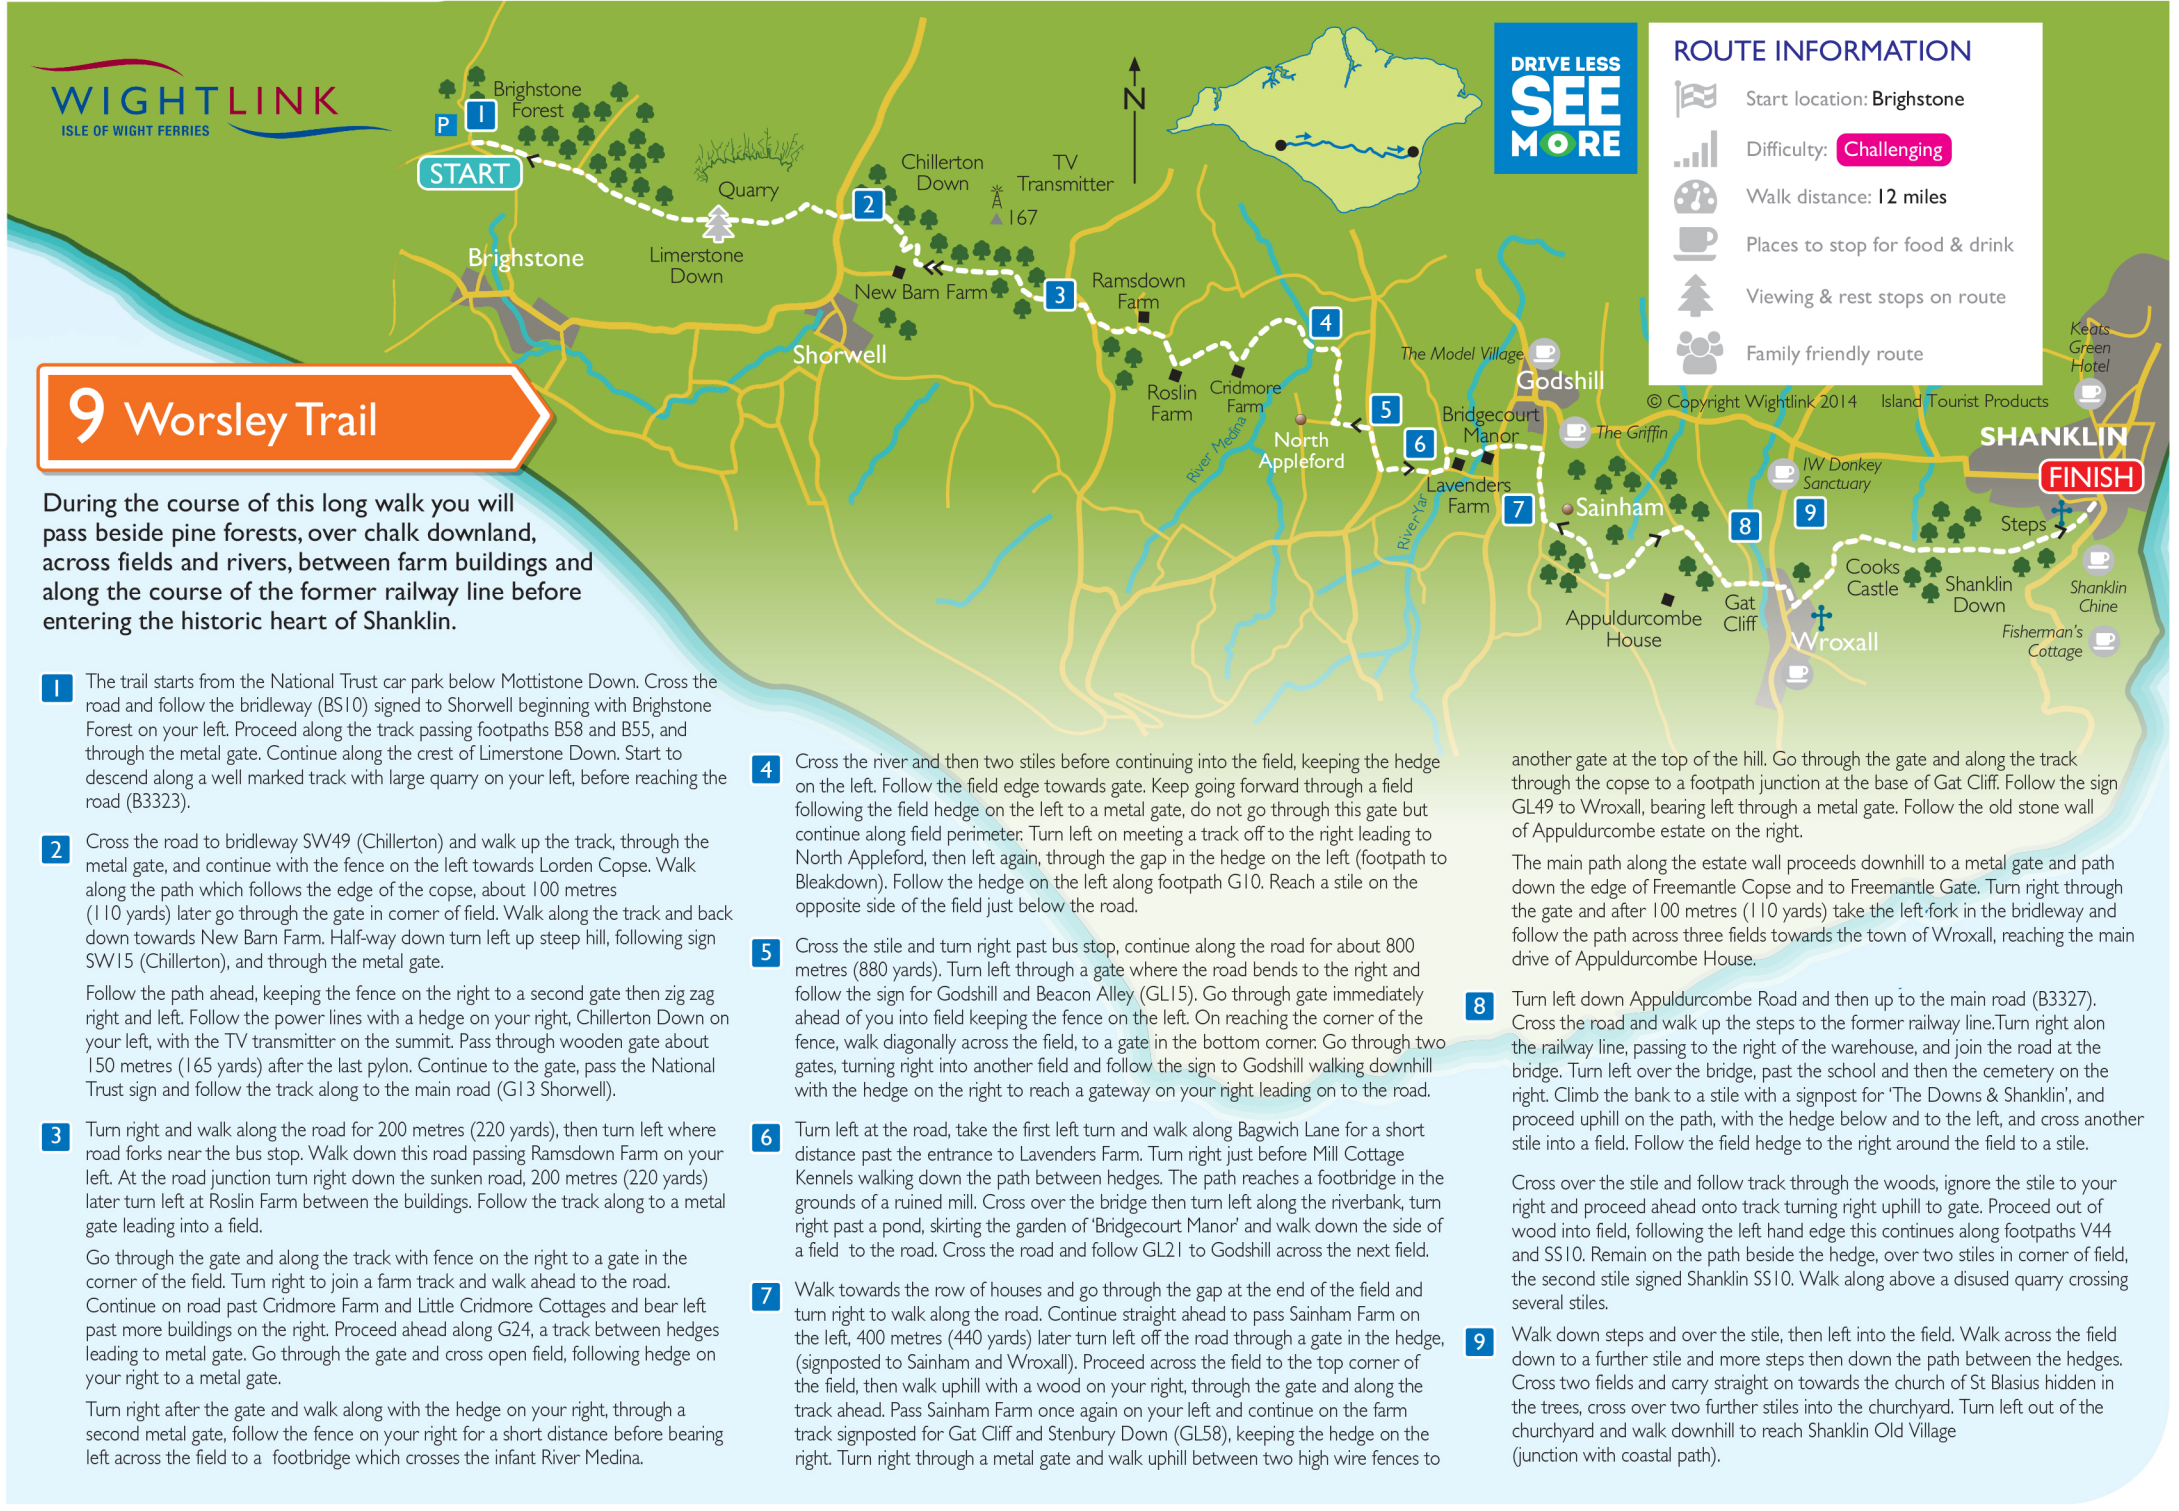 WIGHTLINK
ISLE OF WIGHT FERRIES
P
1
Brighstone
Forest
START
Quarry
Chillerton
Down
TV
Transmitter
167
N
2
Brighstone
Limerstone
Down
New Barn Farm
3
Ramsdown
Farm
Shorwell
Roslin
Farm
Cridmore
Farm
4
River Medina
North
Appleford
5
6
The Model Village
Godshill
Bridgecourt
Manor
The Griffin
Lavenders
Farm
River Yar
7
Sainham
Appuldurcombe
House
Gat
Cliff
8
9
IW Donkey
Sanctuary
Wroxall
Cooks
Castle
Shanklin
Down
Steps
SHANKLIN
FINISH
Keats
Green
Hotel
Shanklin
Chine
Fisherman's
Cottage
DRIVE LESS
SEE
MORE
ROUTE INFORMATION
Start location: Brighstone
Difficulty: Challenging
Walk distance: 12 miles
Places to stop for food & drink
Viewing & rest stops on route
Family friendly route
© Copyright Wightlink 2014 Island Tourist Products
9 Worsley Trail
During the course of this long walk you will
pass beside pine forests, over chalk downland,
across fields and rivers, between farm buildings and
along the course of the former railway line before
entering the historic heart of Shanklin.
1
The trail starts from the National Trust car park below Mottistone Down. Cross the
road and follow the bridleway (BS10) signed to Shorwell beginning with Brighstone
Forest on your left. Proceed along the track passing footpaths B58 and B55, and
through the metal gate. Continue along the crest of Limerstone Down. Start to
descend along a well marked track with large quarry on your left, before reaching the
road (B3323).
2
Cross the road to bridleway SW49 (Chillerton) and walk up the track, through the
metal gate, and continue with the fence on the left towards Lorden Copse. Walk
along the path which follows the edge of the copse, about 100 metres
(110 yards) later go through the gate in corner of field. Walk along the track and back
down towards New Barn Farm. Half-way down turn left up steep hill, following sign
SW15 (Chillerton), and through the metal gate.
Follow the path ahead, keeping the fence on the right to a second gate then zig zag
right and left. Follow the power lines with a hedge on your right, Chillerton Down on
your left, with the TV transmitter on the summit. Pass through wooden gate about
150 metres (165 yards) after the last pylon. Continue to the gate, pass the National
Trust sign and follow the track along to the main road (G13 Shorwell).
3
Turn right and walk along the road for 200 metres (220 yards), then turn left where
road forks near the bus stop. Walk down this road passing Ramsdown Farm on your
left. At the road junction turn right down the sunken road, 200 metres (220 yards)
later turn left at Roslin Farm between the buildings. Follow the track along to a metal
gate leading into a field.
Go through the gate and along the track with fence on the right to a gate in the
corner of the field. Turn right to join a farm track and walk ahead to the road.
Continue on road past Cridmore Farm and Little Cridmore Cottages and bear left
past more buildings on the right. Proceed ahead along G24, a track between hedges
leading to metal gate. Go through the gate and cross open field, following hedge on
your right to a metal gate.
Turn right after the gate and walk along with the hedge on your right, through a
second metal gate, follow the fence on your right for a short distance before bearing
left across the field to a footbridge which crosses the infant River Medina.
4
Cross the river and then two stiles before continuing into the field, keeping the hedge
on the left. Follow the field edge towards gate. Keep going forward through a field
following the field hedge on the left to a metal gate, do not go through this gate but
continue along field perimeter. Turn left on meeting a track off to the right leading to
North Appleford, then left again, through the gap in the hedge on the left (footpath to
Bleakdown). Follow the hedge on the left along footpath G10. Reach a stile on the
opposite side of the field just below the road.
5
Cross the stile and turn right past bus stop, continue along the road for about 800
metres (880 yards). Turn left through a gate where the road bends to the right and
follow the sign for Godshill and Beacon Alley (GL15). Go through gate immediately
ahead of you into field keeping the fence on the left. On reaching the corner of the
fence, walk diagonally across the field, to a gate in the bottom corner. Go through two
gates, turning right into another field and follow the sign to Godshill walking downhill
with the hedge on the right to reach a gateway on your right leading on to the road.
6
Turn left at the road, take the first left turn and walk along Bagwich Lane for a short
distance past the entrance to Lavenders Farm. Turn right just before Mill Cottage
Kennels walking down the path between hedges. The path reaches a footbridge in the
grounds of a ruined mill. Cross over the bridge then turn left along the riverbank, turn
right past a pond, skirting the garden of 'Bridgecourt Manor' and walk down the side of
a field to the road. Cross the road and follow GL21 to Godshill across the next field.
7
Walk towards the row of houses and go through the gap at the end of the field and
turn right to walk along the road. Continue straight ahead to pass Sainham Farm on
the left, 400 metres (440 yards) later turn left off the road through a gate in the hedge,
(signposted to Sainham and Wroxall). Proceed across the field to the top corner of
the field, then walk uphill with a wood on your right, through the gate and along the
track ahead. Pass Sainham Farm once again on your left and continue on the farm
track signposted for Gat Cliff and Stenbury Down (GL58), keeping the hedge on the
right. Turn right through a metal gate and walk uphill between two high wire fences to
another gate at the top of the hill. Go through the gate and along the track
through the copse to a footpath junction at the base of Gat Cliff. Follow the sign
GL49 to Wroxall, bearing left through a metal gate. Follow the old stone wall
of Appuldurcombe estate on the right.
The main path along the estate wall proceeds downhill to a metal gate and path
down the edge of Freemantle Copse and to Freemantle Gate. Turn right through
the gate and after 100 metres (110 yards) take the left fork in the bridleway and
follow the path across three fields towards the town of Wroxall, reaching the main
drive of Appuldurcombe House.
8
Turn left down Appuldurcombe Road and then up to the main road (B3327).
Cross the road and walk up the steps to the former railway line.Turn right alon
the railway line, passing to the right of the warehouse, and join the road at the
bridge. Turn left over the bridge, past the school and then the cemetery on the
right. Climb the bank to a stile with a signpost for 'The Downs & Shanklin', and
proceed uphill on the path, with the hedge below and to the left, and cross another
stile into a field. Follow the field hedge to the right around the field to a stile.
Cross over the stile and follow track through the woods, ignore the stile to your
right and proceed ahead onto track turning right uphill to gate. Proceed out of
wood into field, following the left hand edge this continues along footpaths V44
and SS10. Remain on the path beside the hedge, over two stiles in corner of field,
the second stile signed Shanklin SS10. Walk along above a disused quarry crossing
several stiles.
9
Walk down steps and over the stile, then left into the field. Walk across the field
down to a further stile and more steps then down the path between the hedges.
Cross two fields and carry straight on towards the church of St Blasius hidden in
the trees, cross over two further stiles into the churchyard. Turn left out of the
churchyard and walk downhill to reach Shanklin Old Village
(junction with coastal path).